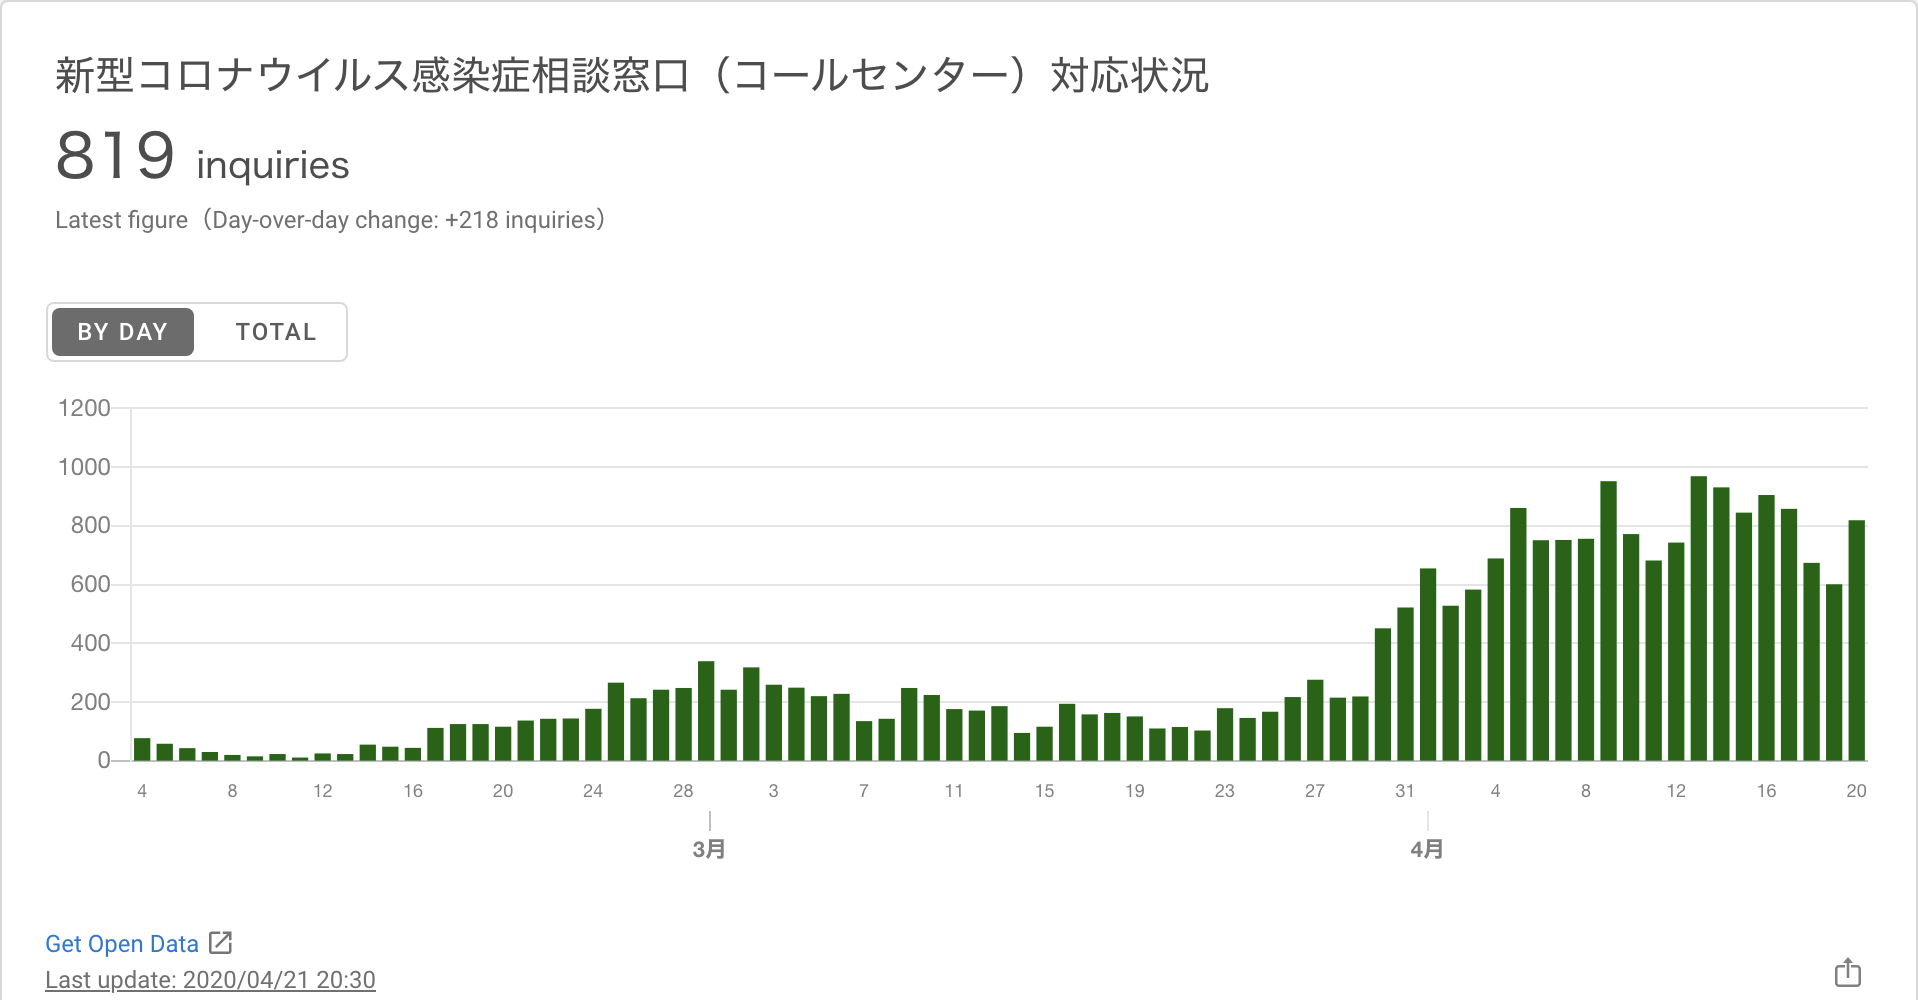 新型コロナウイルス感染症相談窓口（コールセンター）対応状況
819 inquiries
Latest figure（Day-over-day change: +218 inquiries）
BY DAY TOTAL
1200
1000
800
600
400
200
0
4 8 12 16 20 24 28 3 7 11 15 19 23 27 31 4 8 12 16 20
3月 4月
Get Open Data
Last update: 2020/04/21 20:30